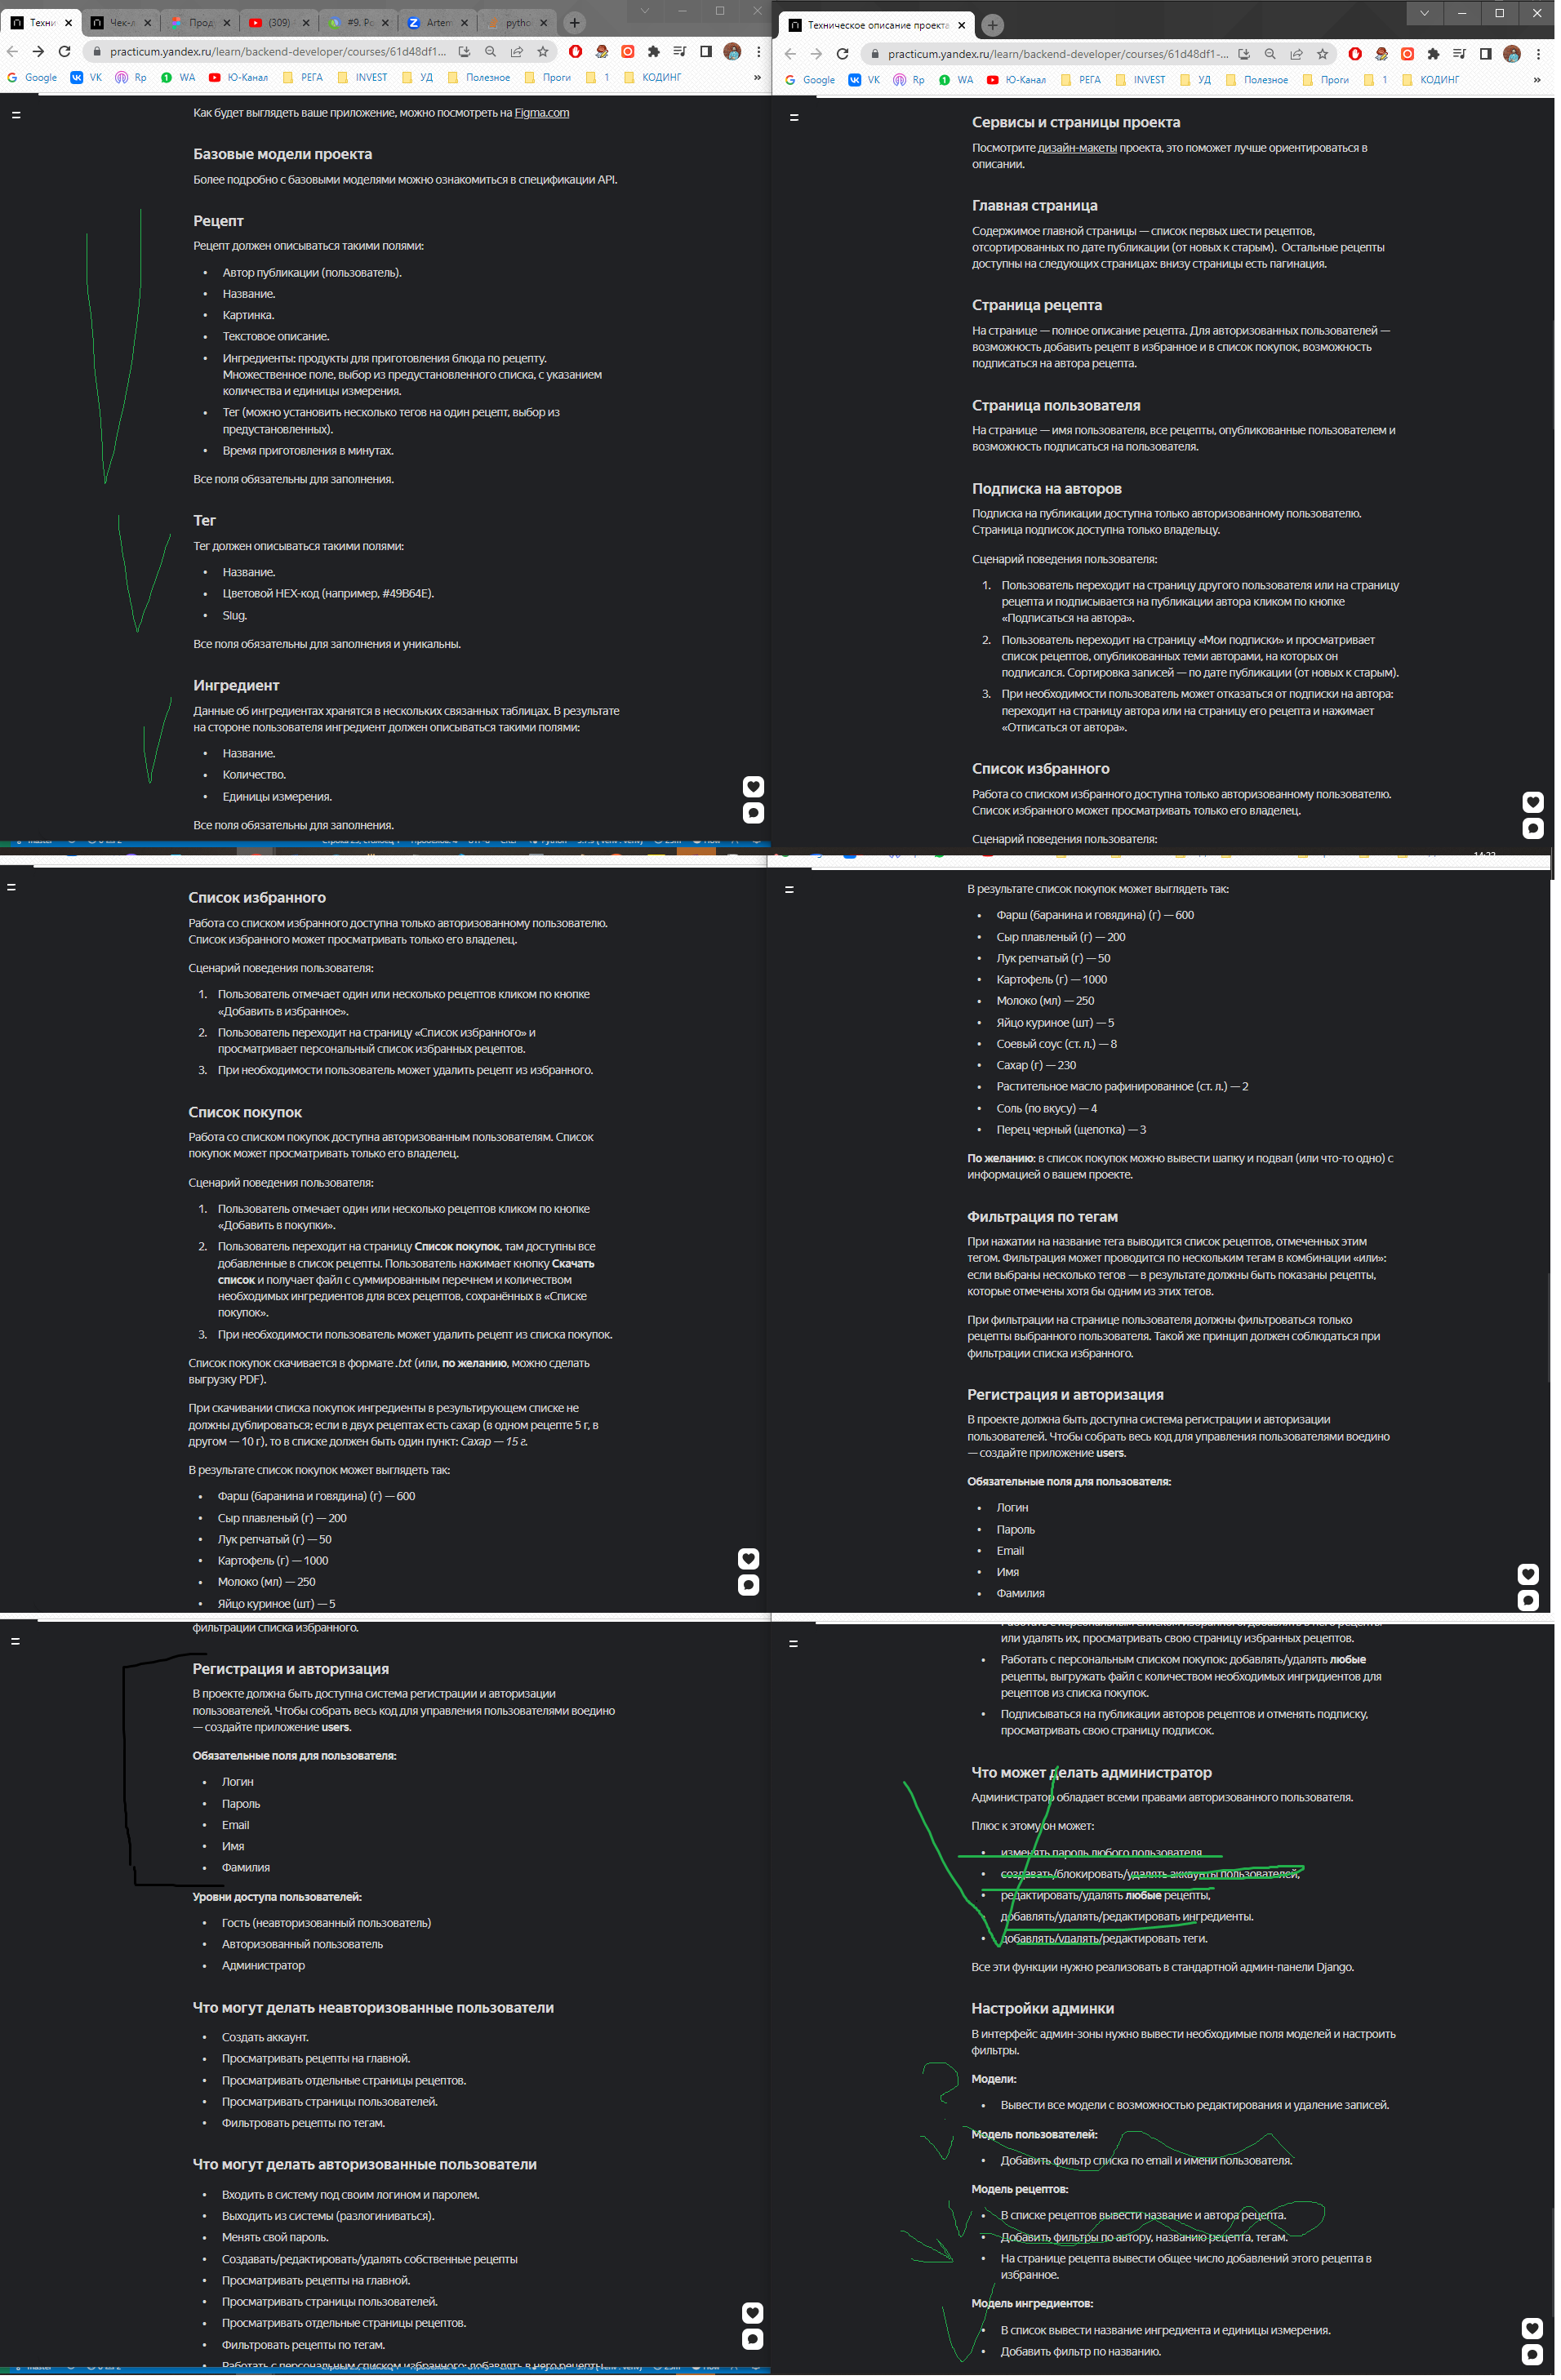 Техни
Чек-л
Прод
(309)
#9. Ро
Artem
python
practicum.yandex.ru/learn/backend-developer/courses/61d48df1...
Google VK Rp WA Ю-Канал РЕГА INVEST УД Полезное Проги 1 КОДИНГ »
Как будет выглядеть ваше приложение, можно посмотреть на Figma.com
Базовые модели проекта
Более подробно с базовыми моделями можно ознакомиться в спецификации API.
Рецепт
Рецепт должен описываться такими полями:
• Автор публикации (пользователь).
• Название.
• Картинка.
• Текстовое описание.
• Ингредиенты: продукты для приготовления блюда по рецепту.
Множественное поле, выбор из предустановленного списка, с указанием
количества и единицы измерения.
• Тег (можно установить несколько тегов на один рецепт, выбор из
предустановленных).
• Время приготовления в минутах.
Все поля обязательны для заполнения.
Тег
Тег должен описываться такими полями:
• Название.
• Цветовой HEX-код (например, #49B64E).
• Slug.
Все поля обязательны для заполнения и уникальны.
Ингредиент
Данные об ингредиентах хранятся в нескольких связанных таблицах. В результате
на стороне пользователя ингредиент должен описываться такими полями:
• Название.
• Количество.
• Единицы измерения.
Все поля обязательны для заполнения.
Техническое описание проекта
practicum.yandex.ru/learn/backend-developer/courses/61d48df1-...
Google VK Rp WA Ю-Канал РЕГА INVEST УД Полезное Проги 1 КОДИНГ »
Сервисы и страницы проекта
Посмотрите дизайн-макеты проекта, это поможет лучше ориентироваться в
описании.
Главная страница
Содержимое главной страницы — список первых шести рецептов,
отсортированных по дате публикации (от новых к старым). Остальные рецепты
доступны на следующих страницах: внизу страницы есть пагинация.
Страница рецепта
На странице — полное описание рецепта. Для авторизованных пользователей —
возможность добавить рецепт в избранное и в список покупок, возможность
подписаться на автора рецепта.
Страница пользователя
На странице — имя пользователя, все рецепты, опубликованные пользователем и
возможность подписаться на пользователя.
Подписка на авторов
Подписка на публикации доступна только авторизованному пользователю.
Страница подписок доступна только владельцу.
Сценарий поведения пользователя:
1. Пользователь переходит на страницу другого пользователя или на страницу
рецепта и подписывается на публикации автора кликом по кнопке
«Подписаться на автора».
2. Пользователь переходит на страницу «Мои подписки» и просматривает
список рецептов, опубликованных теми авторами, на которых он
подписался. Сортировка записей — по дате публикации (от новых к старым).
3. При необходимости пользователь может отказаться от подписки на автора:
переходит на страницу автора или на страницу его рецепта и нажимает
«Отписаться от автора».
Список избранного
Работа со списком избранного доступна только авторизованному пользователю.
Список избранного может просматривать только его владелец.
Сценарий поведения пользователя:
Список избранного
Работа со списком избранного доступна только авторизованному пользователю.
Список избранного может просматривать только его владелец.
Сценарий поведения пользователя:
1. Пользователь отмечает один или несколько рецептов кликом по кнопке
«Добавить в избранное».
2. Пользователь переходит на страницу «Список избранного» и
просматривает персональный список избранных рецептов.
3. При необходимости пользователь может удалить рецепт из избранного.
Список покупок
Работа со списком покупок доступна авторизованным пользователям. Список
покупок может просматривать только его владелец.
Сценарий поведения пользователя:
1. Пользователь отмечает один или несколько рецептов кликом по кнопке
«Добавить в покупки».
2. Пользователь переходит на страницу Список покупок, там доступны все
добавленные в список рецепты. Пользователь нажимает кнопку Скачать
список и получает файл с суммированным перечнем и количеством
необходимых ингредиентов для всех рецептов, сохранённых в «Списке
покупок».
3. При необходимости пользователь может удалить рецепт из списка покупок.
Список покупок скачивается в формате .txt (или, по желанию, можно сделать
выгрузку PDF).
При скачивании списка покупок ингредиенты в результирующем списке не
должны дублироваться; если в двух рецептах есть сахар (в одном рецепте 5 г, в
другом — 10 г), то в списке должен быть один пункт: Сахар — 15 г.
В результате список покупок может выглядеть так:
• Фарш (баранина и говядина) (г) — 600
• Сыр плавленый (г) — 200
• Лук репчатый (г) — 50
• Картофель (г) — 1000
• Молоко (мл) — 250
• Яйцо куриное (шт) — 5
В результате список покупок может выглядеть так:
• Фарш (баранина и говядина) (г) — 600
• Сыр плавленый (г) — 200
• Лук репчатый (г) — 50
• Картофель (г) — 1000
• Молоко (мл) — 250
• Яйцо куриное (шт) — 5
• Соевый соус (ст. л.) — 8
• Сахар (г) — 230
• Растительное масло рафинированное (ст. л.) — 2
• Соль (по вкусу) — 4
• Перец черный (щепотка) — 3
По желанию: в список покупок можно вывести шапку и подвал (или что-то одно) с
информацией о вашем проекте.
Фильтрация по тегам
При нажатии на название тега выводится список рецептов, отмеченных этим
тегом. Фильтрация может проводится по нескольким тегам в комбинации «или»:
если выбраны несколько тегов — в результате должны быть показаны рецепты,
которые отмечены хотя бы одним из этих тегов.
При фильтрации на странице пользователя должны фильтроваться только
рецепты выбранного пользователя. Такой же принцип должен соблюдаться при
фильтрации списка избранного.
Регистрация и авторизация
В проекте должна быть доступна система регистрации и авторизации
пользователей. Чтобы собрать весь код для управления пользователями воедино
— создайте приложение users.
Обязательные поля для пользователя:
• Логин
• Пароль
• Email
• Имя
• Фамилия
фильтрации списка избранного.
Регистрация и авторизация
В проекте должна быть доступна система регистрации и авторизации
пользователей. Чтобы собрать весь код для управления пользователями воедино
— создайте приложение users.
Обязательные поля для пользователя:
• Логин
• Пароль
• Email
• Имя
• Фамилия
Уровни доступа пользователей:
• Гость (неавторизованный пользователь)
• Авторизованный пользователь
• Администратор
Что могут делать неавторизованные пользователи
• Создать аккаунт.
• Просматривать рецепты на главной.
• Просматривать отдельные страницы рецептов.
• Просматривать страницы пользователей.
• Фильтровать рецепты по тегам.
Что могут делать авторизованные пользователи
• Входить в систему под своим логином и паролем.
• Выходить из системы (разлогиниваться).
• Менять свой пароль.
• Создавать/редактировать/удалять собственные рецепты
• Просматривать рецепты на главной.
• Просматривать страницы пользователей.
• Просматривать отдельные страницы рецептов.
• Фильтровать рецепты по тегам.
• Работать с персональным списком избранного: добавлять в него рецепты
или удалять их, просматривать свою страницу избранных рецептов.
• Работать с персональным списком покупок: добавлять/удалять любые
рецепты, выгружать файл с количеством необходимых ингридиентов для
рецептов из списка покупок.
• Подписываться на публикации авторов рецептов и отменять подписку,
просматривать свою страницу подписок.
Что может делать администратор
Администратор обладает всеми правами авторизованного пользователя.
Плюс к этому он может:
• изменять пароль любого пользователя,
• создавать/блокировать/удалять аккаунты пользователей,
• редактировать/удалять любые рецепты,
• добавлять/удалять/редактировать ингредиенты.
• добавлять/удалять/редактировать теги.
Все эти функции нужно реализовать в стандартной админ-панели Django.
Настройки админки
В интерфейс админ-зоны нужно вывести необходимые поля моделей и настроить
фильтры.
?
Модели:
• Вывести все модели с возможностью редактирования и удаление записей.
Модель пользователей:
• Добавить фильтр списка по email и имени пользователя.
Модель рецептов:
• В списке рецептов вывести название и автора рецепта.
• Добавить фильтры по автору, названию рецепта, тегам.
• На странице рецепта вывести общее число добавлений этого рецепта в
избранное.
Модель ингредиентов:
• В список вывести название ингредиента и единицы измерения.
• Добавить фильтр по названию.